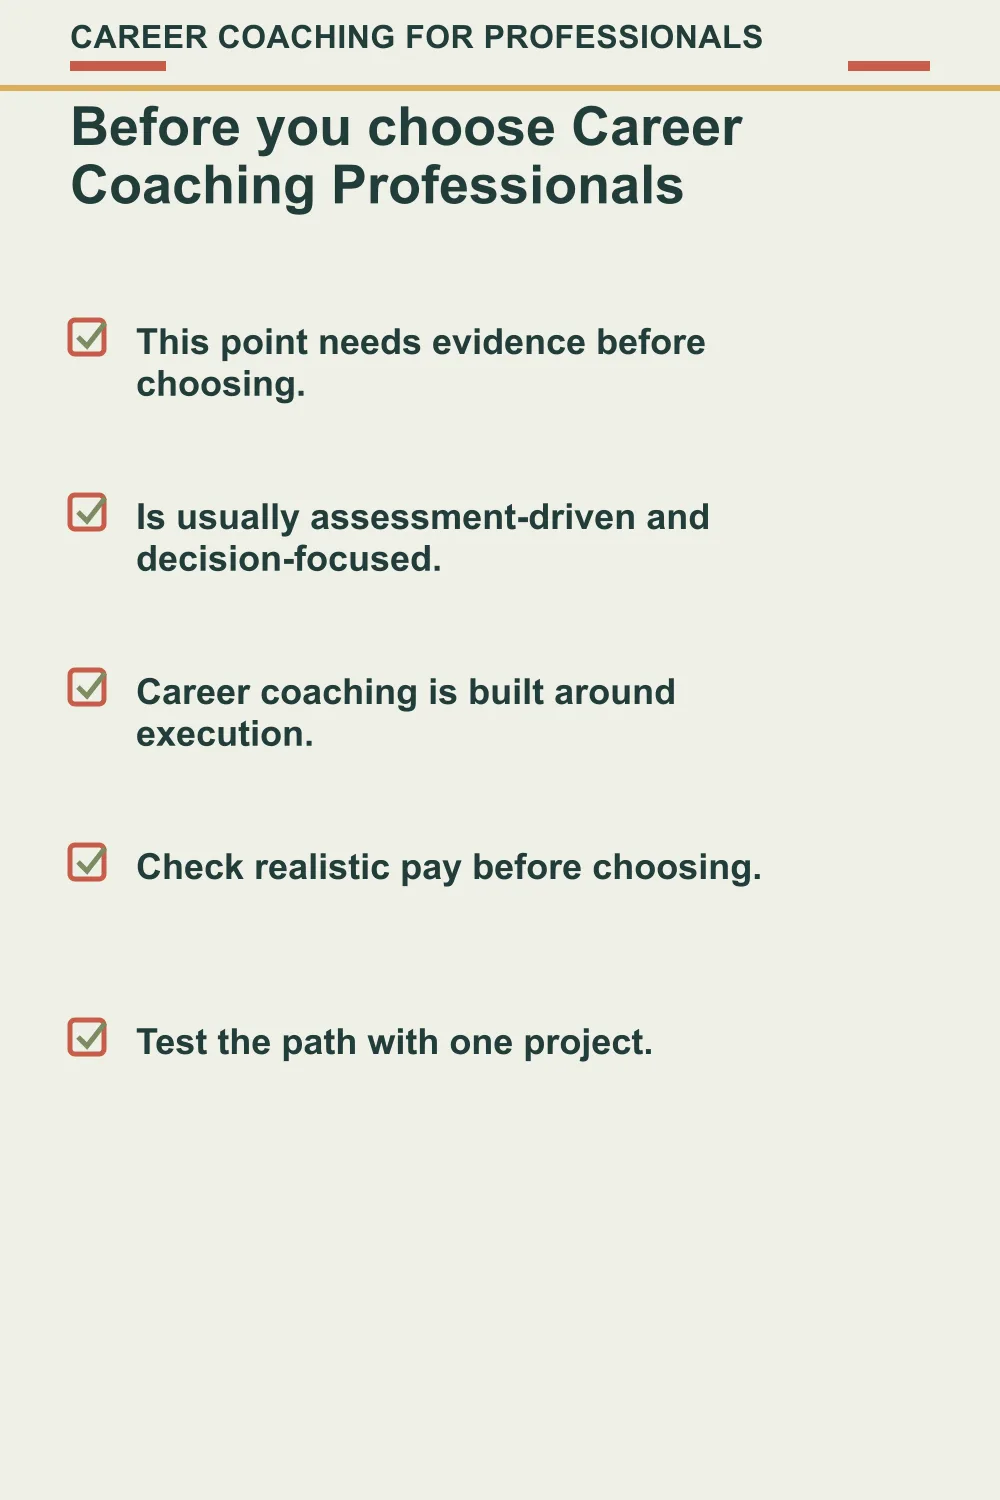 CAREER COACHING FOR PROFESSIONALS
Before you choose Career
Coaching Professionals
This point needs evidence before
choosing.
Is usually assessment-driven and
decision-focused.
Career coaching is built around
execution.
Check realistic pay before choosing.
Test the path with one project.